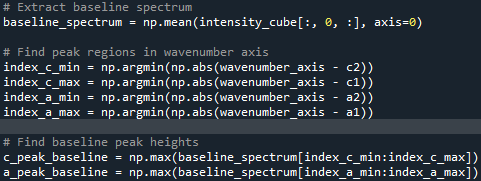 # Extract baseline spectrum
baseline_spectrum = np.mean(intensity_cube[:, 0, :], axis=0)
# Find peak regions in wavenumber axis
index_c_min = np.argmin(np.abs(wavenumber_axis - c2))
index_c_max = np.argmin(np.abs(wavenumber_axis - c1))
index_a_min = np.argmin(np.abs(wavenumber_axis - a2))
index_a_max = np.argmin(np.abs(wavenumber_axis - a1))
# Find baseline peak heights
c_peak_baseline = np.max(baseline_spectrum[index_c_min:index_c_max])
a_peak_baseline = np.max(baseline_spectrum[index_a_min:index_a_max])